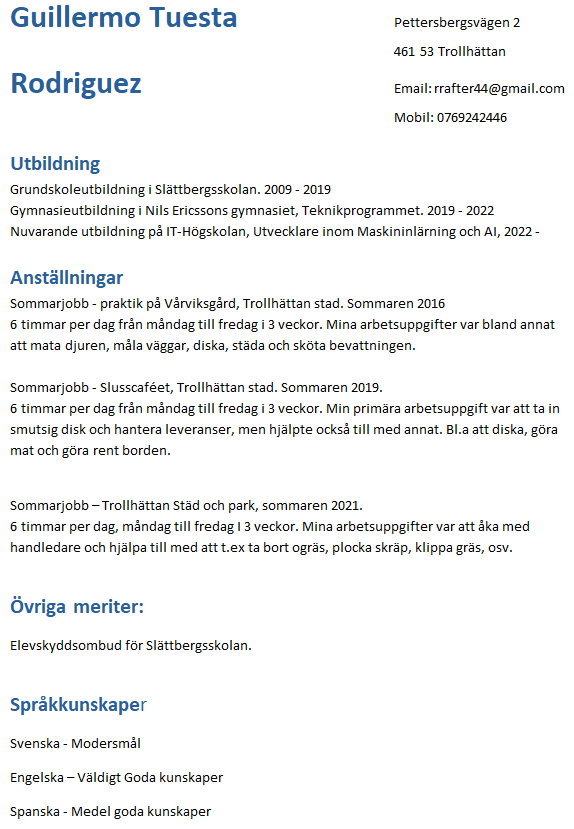 Guillermo Tuesta
Rodriguez
Pettersbergsvägen 2
461 53 Trollhättan
Email: rrafter44@gmail.com
Mobil: 0769242446
Utbildning
Grundskoleutbildning i Slättbergsskolan. 2009 - 2019
Gymnasieutbildning i Nils Ericssons gymnasiet, Teknikprogrammet. 2019 - 2022
Nuvarande utbildning på IT-Högskolan, Utvecklare inom Maskininlärning och AI, 2022 -
Anställningar
Sommarjobb - praktik på Vårviksgård, Trollhättan stad. Sommaren 2016
6 timmar per dag från måndag till fredag i 3 veckor. Mina arbetsuppgifter var bland annat
att mata djuren, måla väggar, diska, städa och sköta bevattningen.
Sommarjobb - Slusscaféet, Trollhättan stad. Sommaren 2019.
6 timmar per dag från måndag till fredag i 3 veckor. Min primära arbetsuppgift var att ta in
smutsig disk och hantera leveranser, men hjälpte också till med annat. Bl.a att diska, göra
mat och göra rent borden.
Sommarjobb – Trollhättan Städ och park, sommaren 2021.
6 timmar per dag, måndag till fredag I 3 veckor. Mina arbetsuppgifter var att åka med
handledare och hjälpa till med att t.ex ta bort ogräs, plocka skräp, klippa gräs, osv.
Övriga meriter:
Elevskyddsombud för Slättbergsskolan.
Språkkunskaper
Svenska - Modersmål
Engelska – Väldigt Goda kunskaper
Spanska - Medel goda kunskaper